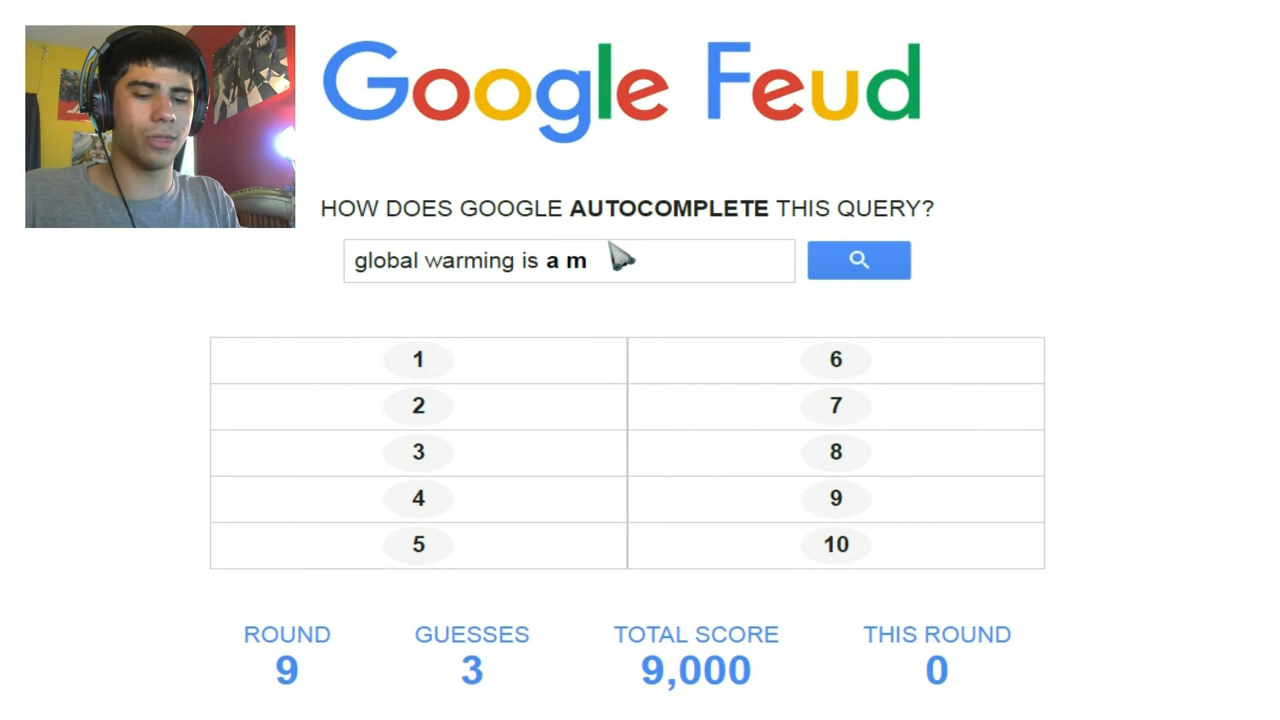 Google Feud
HOW DOES GOOGLE AUTOCOMPLETE THIS QUERY?
global warming is a m
1 6
2 7
3 8
4 9
5 10
ROUND GUESSES TOTAL SCORE THIS ROUND
9 3 9,000 0